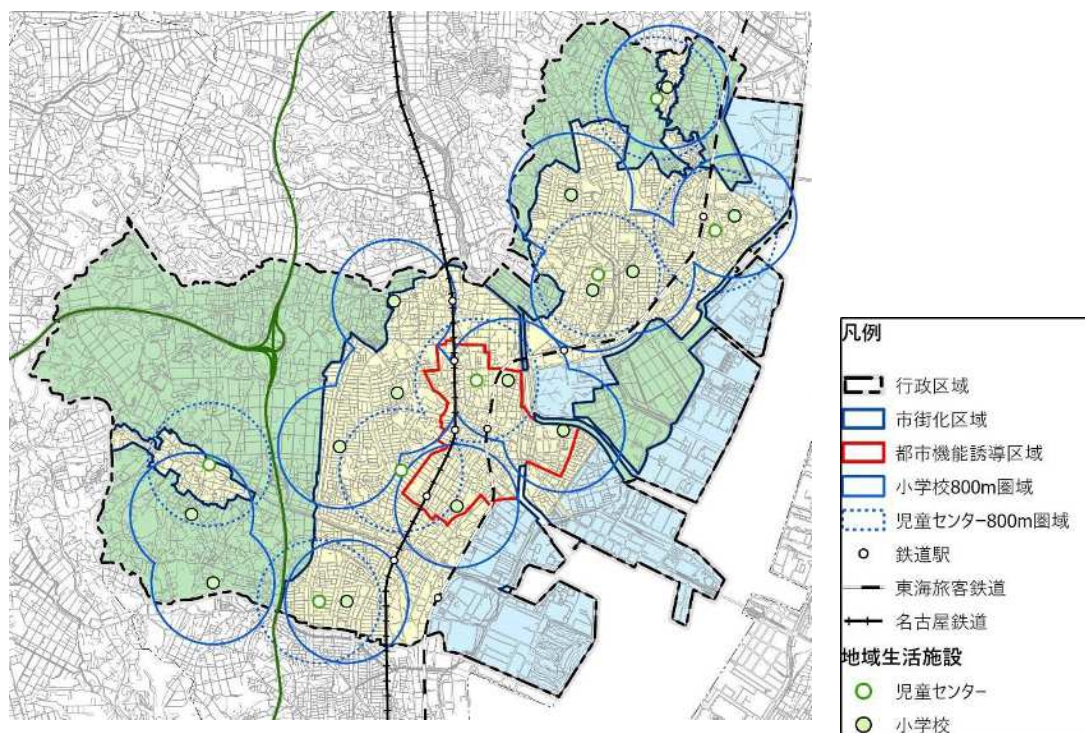 凡例
行政区域
市街化区域
都市機能誘導区域
小学校800m圏域
児童センター800m圏域
鉄道駅
東海旅客鉄道
名古屋鉄道
地域生活施設
児童センター
小学校